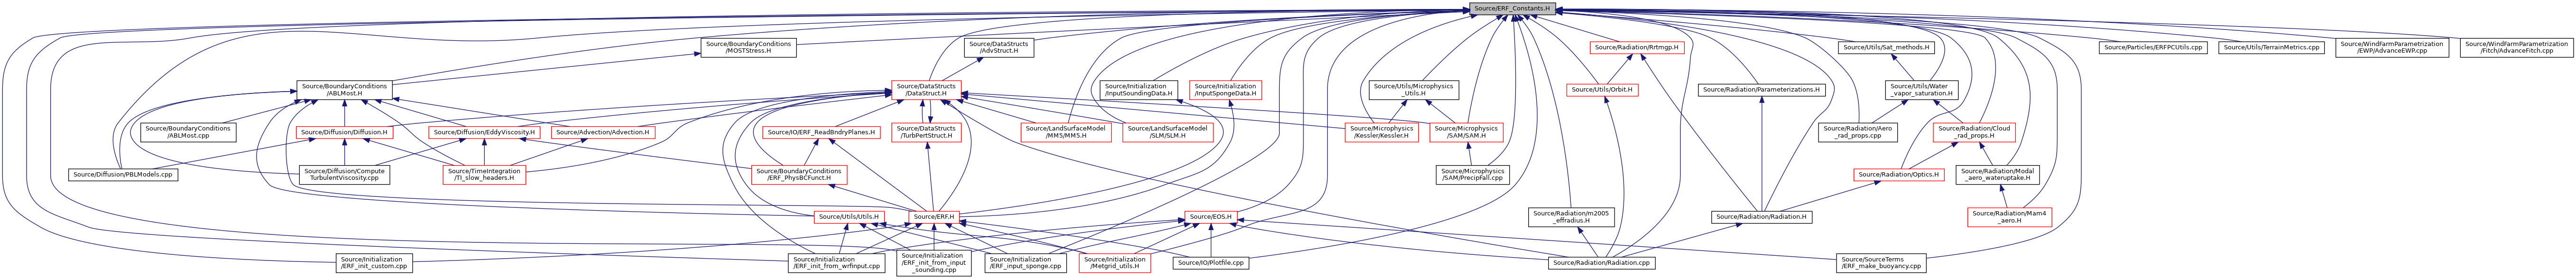 Source/ERF_Constants.H
Source/BoundaryConditions
/MOSTStress.H
Source/DataStructs
/AdvStruct.H
Source/Radiation/Rrtmgp.H
Source/Utils/Sat_methods.H
Source/Particles/ERFPCUtils.cpp
Source/Utils/TerrainMetrics.cpp
Source/WindFarmParametrization
/EWP/AdvanceEWP.cpp
Source/WindFarmParametrization
/Fitch/AdvanceFitch.cpp
Source/BoundaryConditions
/ABLMost.H
Source/DataStructs
/DataStruct.H
Source/Initialization
/InputSoundingData.H
Source/Initialization
/InputSpongeData.H
Source/Utils/Microphysics
_Utils.H
Source/Utils/Orbit.H
Source/Radiation/Parameterizations.H
Source/Utils/Water
_vapor_saturation.H
Source/BoundaryConditions
/ABLMost.cpp
Source/Diffusion/Diffusion.H
Source/Diffusion/EddyViscosity.H
Source/Advection/Advection.H
Source/IO/ERF_ReadBndryPlanes.H
Source/DataStructs
/TurbPertStruct.H
Source/LandSurfaceModel
/MM5/MM5.H
Source/LandSurfaceModel
/SLM/SLM.H
Source/Microphysics
/Kessler/Kessler.H
Source/Microphysics
/SAM/SAM.H
Source/Radiation/Aero
_rad_props.cpp
Source/Radiation/Cloud
_rad_props.H
Source/Diffusion/PBLModels.cpp
Source/Diffusion/Compute
TurbulentViscosity.cpp
Source/TimeIntegration
/TI_slow_headers.H
Source/BoundaryConditions
/ERF_PhysBCFunct.H
Source/Microphysics
/SAM/PrecipFall.cpp
Source/Radiation/Optics.H
Source/Radiation/Modal
_aero_wateruptake.H
Source/Utils/Utils.H
Source/ERF.H
Source/EOS.H
Source/Radiation/m2005
_effradius.H
Source/Radiation/Radiation.H
Source/Radiation/Mam4
_aero.H
Source/Initialization
/ERF_init_custom.cpp
Source/Initialization
/ERF_init_from_wrfinput.cpp
Source/Initialization
/ERF_init_from_input
_sounding.cpp
Source/Initialization
/ERF_input_sponge.cpp
Source/Initialization
/Metgrid_utils.H
Source/IO/Plotfile.cpp
Source/Radiation/Radiation.cpp
Source/SourceTerms
/ERF_make_buoyancy.cpp